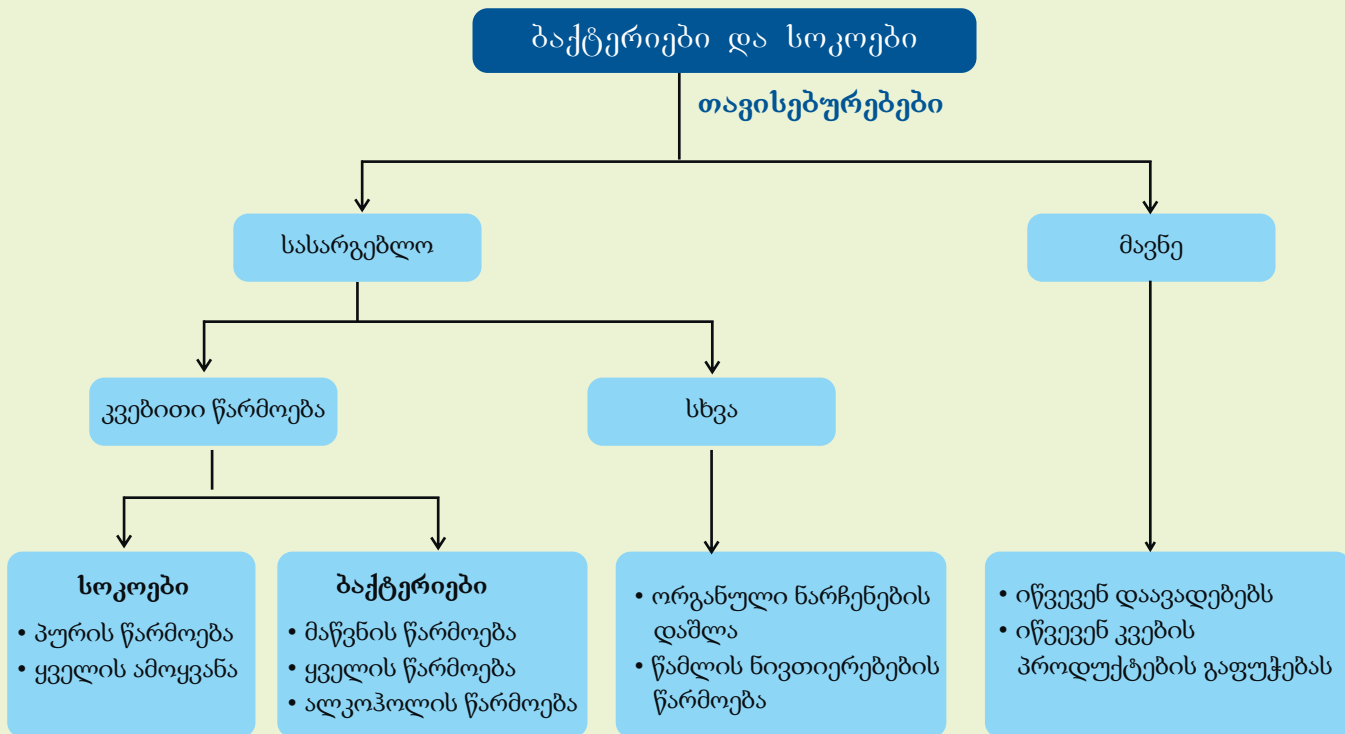 ბაქტერიები და სოკოები
თავისებურებები
სასარგებლო
მავნე
კვებითი წარმოება
სხვა
სოკოები
• პურის წარმოება
• ყველის ამოყვანა
ბაქტერიები
• მაწვნის წარმოება
• ყველის წარმოება
• ალკოჰოლის წარმოება
• ორგანული ნარჩენების
დაშლა
• წამლის ნივთიერებების
წარმოება
• იწვევენ დაავადებებს
• იწვევენ კვების
პროდუქტების გაფუჭებას